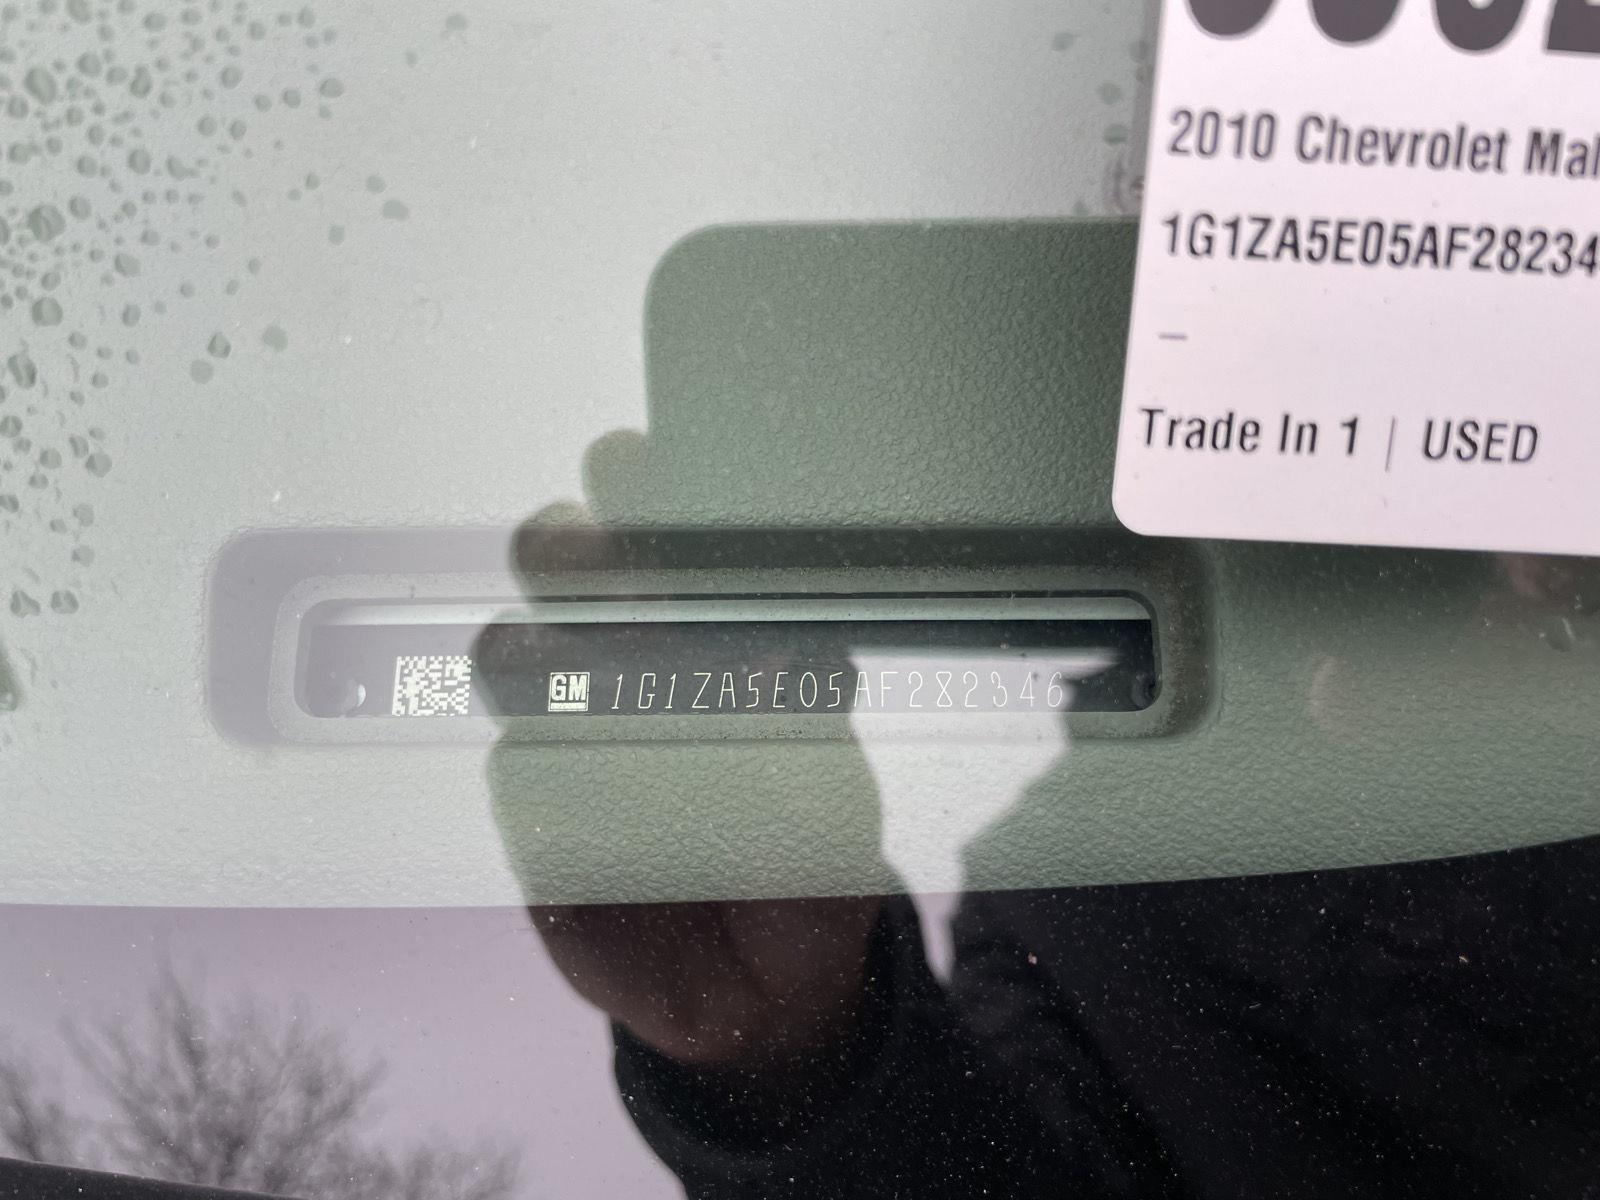 2010 Chevrolet Mal
1G1ZA5E05AF28234
–
Trade In 1 | USED
GM 1G1ZA5E05AF282346